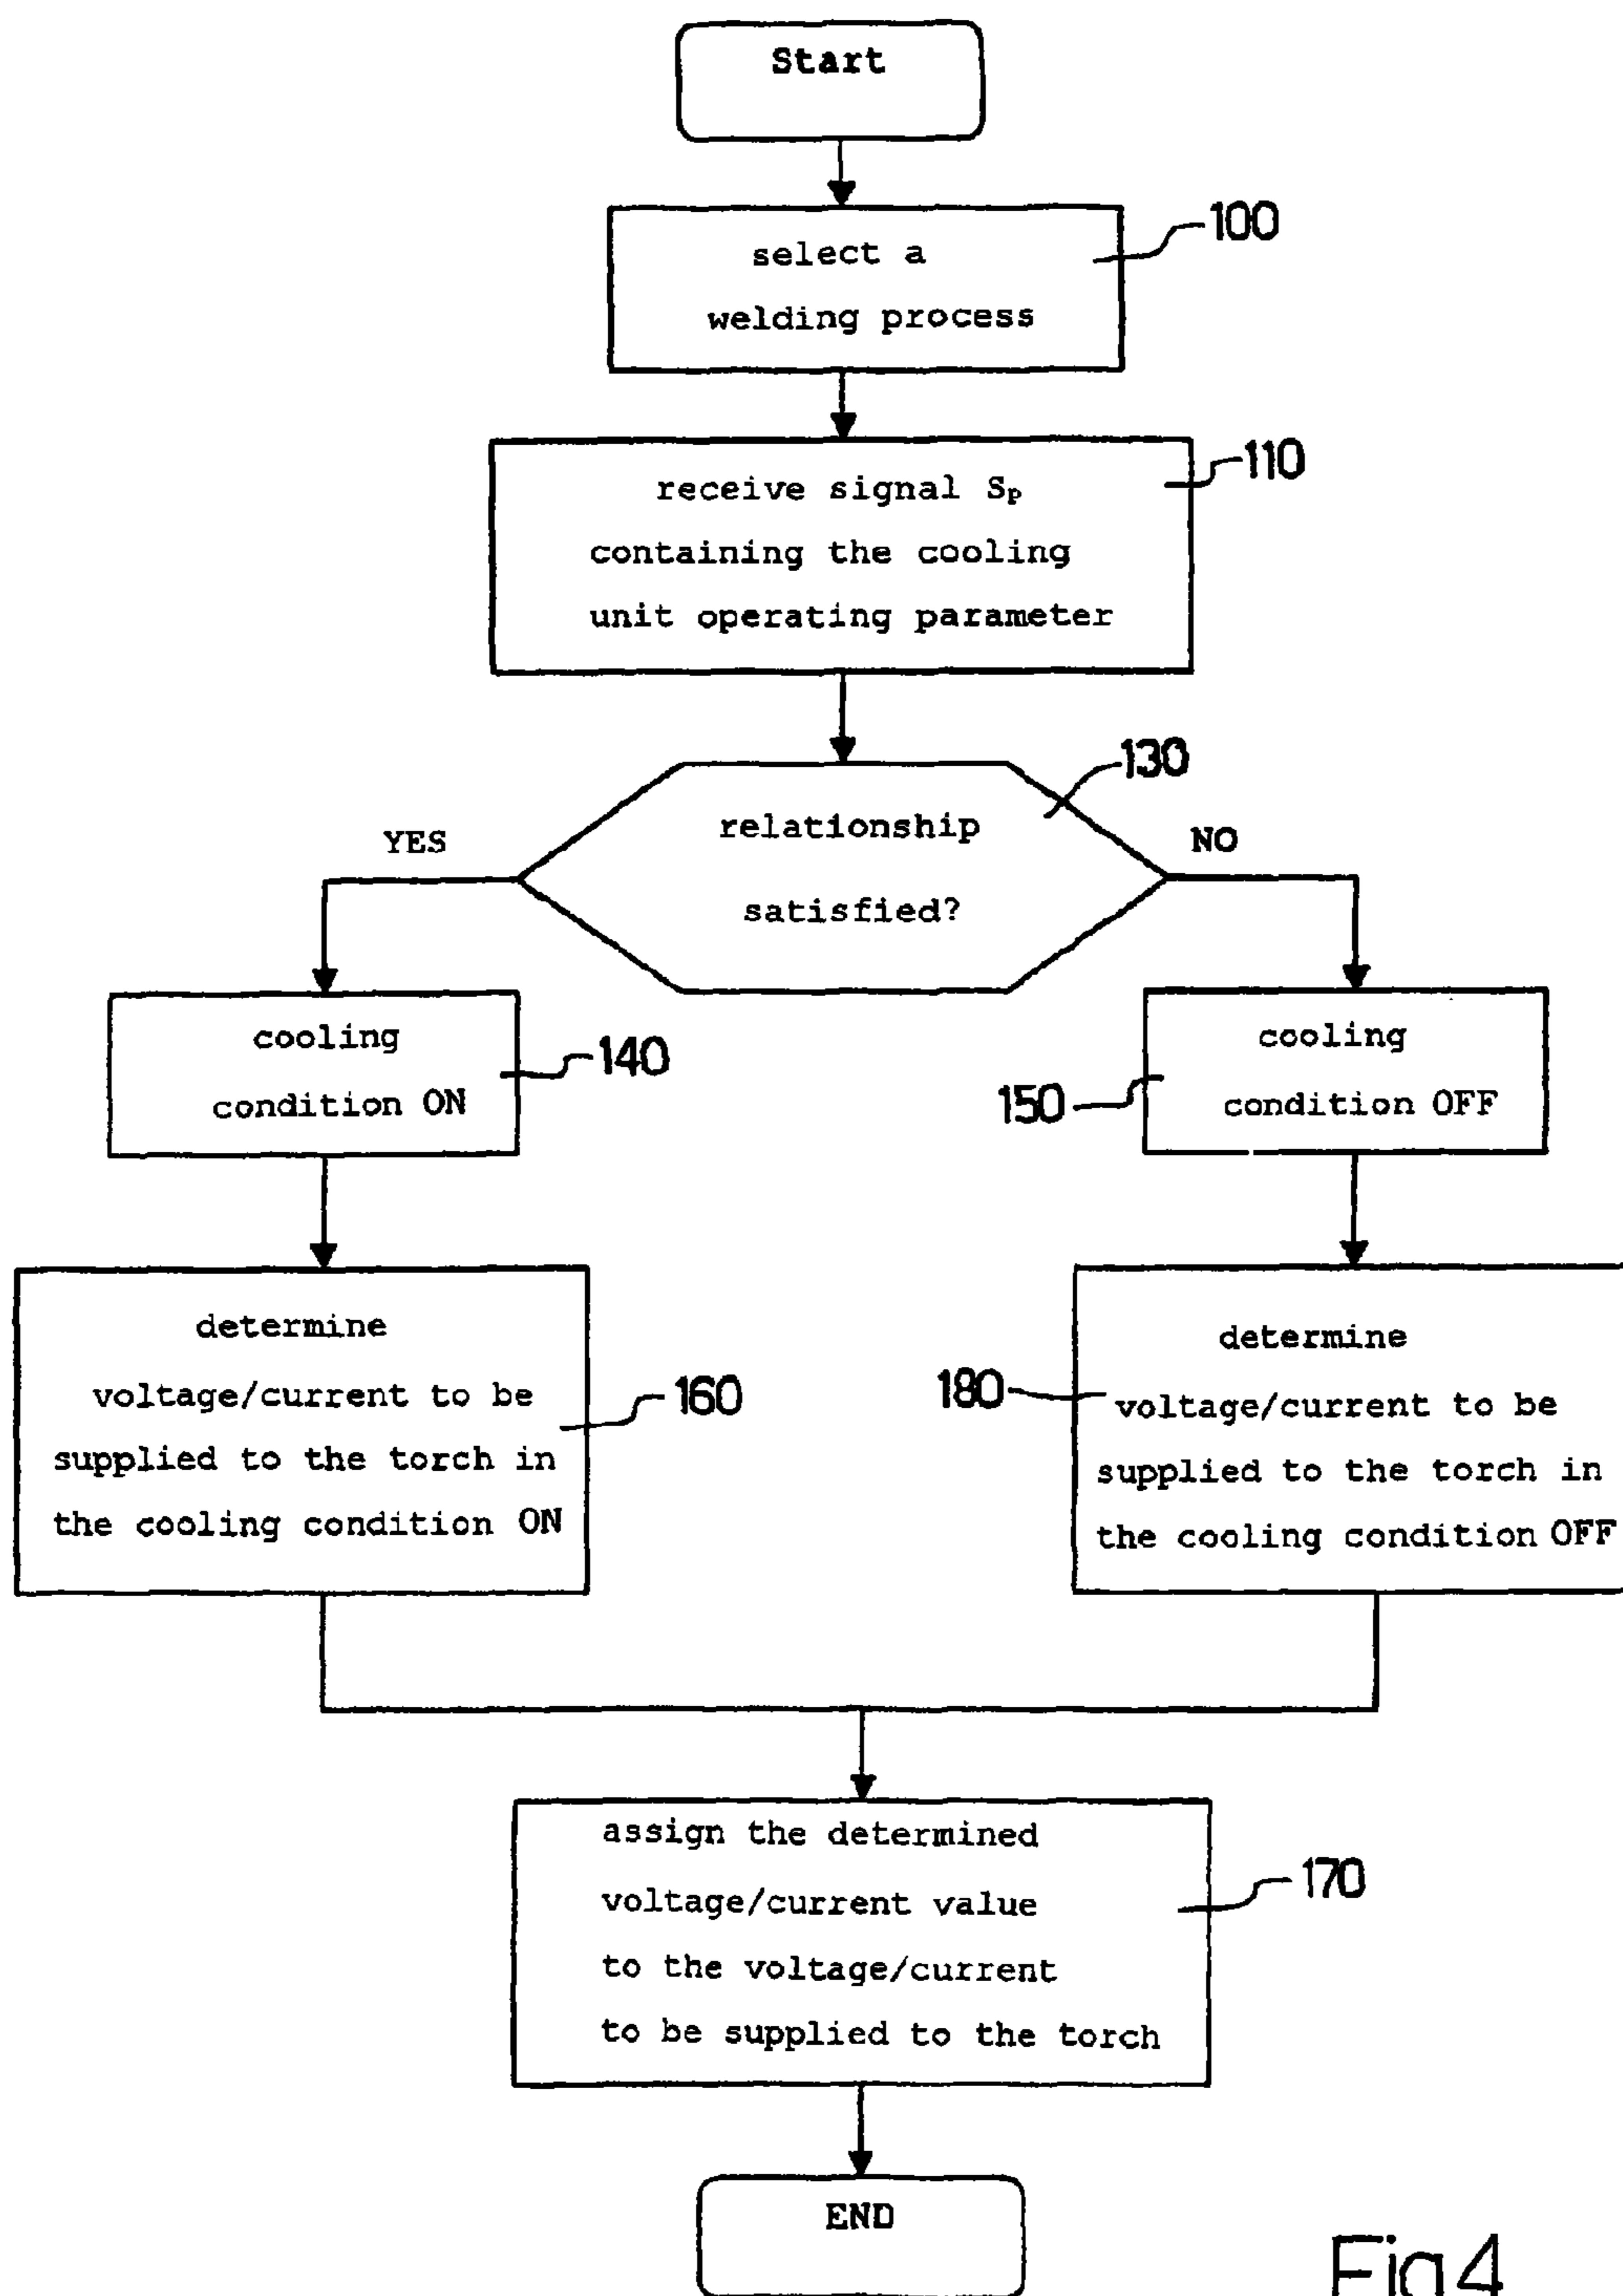 Start
select a
welding process
100
receive signal Sp
containing the cooling
unit operating parameter
110
relationship
satisfied?
130
YES
NO
cooling
condition ON
140
cooling
condition OFF
150
determine
voltage/current to be
supplied to the torch in
the cooling condition ON
160
determine
voltage/current to be
supplied to the torch in
the cooling condition OFF
180
assign the determined
voltage/current value
to the voltage/current
to be supplied to the torch
170
END
Fig4